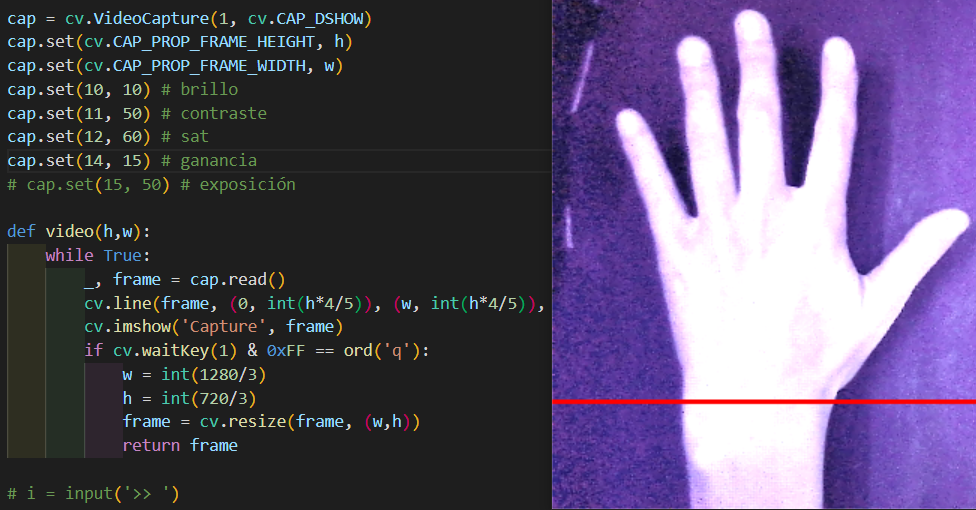 cap = cv.VideoCapture(1, cv.CAP_DSHOW)
cap.set(cv.CAP_PROP_FRAME_HEIGHT, h)
cap.set(cv.CAP_PROP_FRAME_WIDTH, w)
cap.set(10, 10) # brillo
cap.set(11, 50) # contraste
cap.set(12, 60) # sat
cap.set(14, 15) # ganancia
# cap.set(15, 50) # exposición
def video(h,w):
    while True:
        _, frame = cap.read()
        cv.line(frame, (0, int(h*4/5)), (w, int(h*4/5)),
        cv.imshow('Capture', frame)
        if cv.waitKey(1) & 0xFF == ord('q'):
            w = int(1280/3)
            h = int(720/3)
            frame = cv.resize(frame, (w,h))
            return frame
# i = input('>> ')